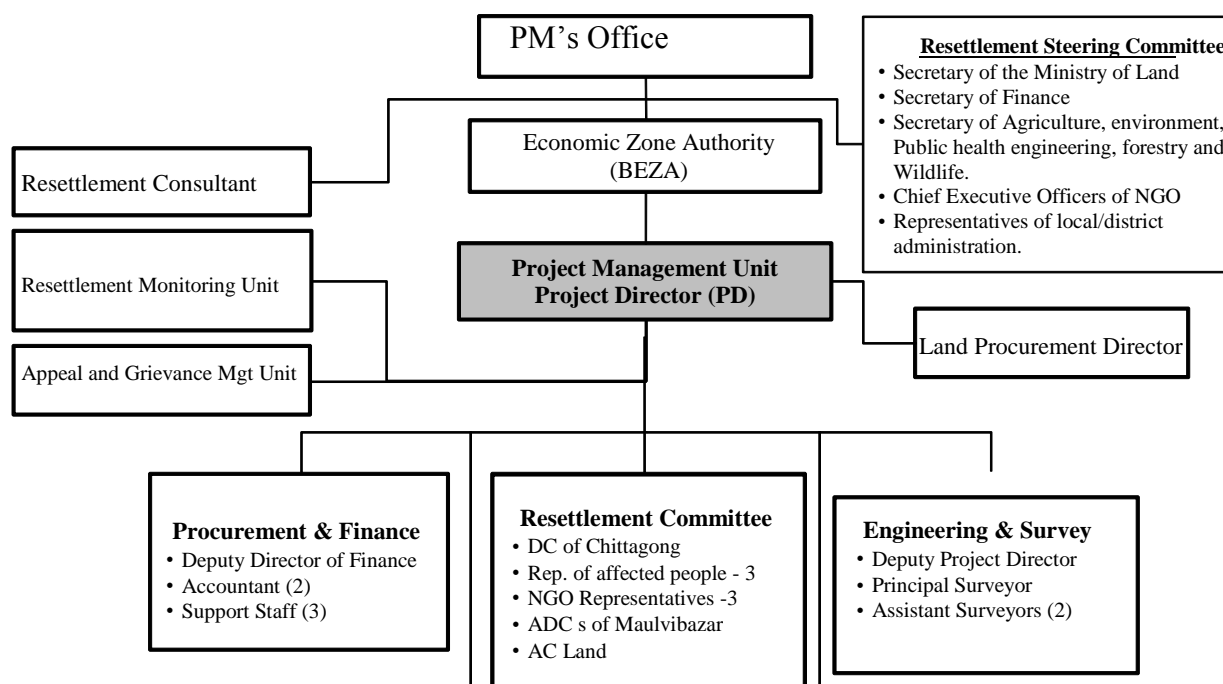 PM's Office
Resettlement Steering Committee
• Secretary of the Ministry of Land
• Secretary of Finance
• Secretary of Agriculture, environment,
Public health engineering, forestry and
Wildlife.
• Chief Executive Officers of NGO
• Representatives of local/district
administration.
Economic Zone Authority
(BEZA)
Resettlement Consultant
Resettlement Monitoring Unit
Project Management Unit
Project Director (PD)
Land Procurement Director
Appeal and Grievance Mgt Unit
Procurement & Finance
• Deputy Director of Finance
• Accountant (2)
• Support Staff (3)
Resettlement Committee
• DC of Chittagong
• Rep. of affected people - 3
• NGO Representatives -3
• ADC s of Maulvibazar
• AC Land
Engineering & Survey
• Deputy Project Director
• Principal Surveyor
• Assistant Surveyors (2)